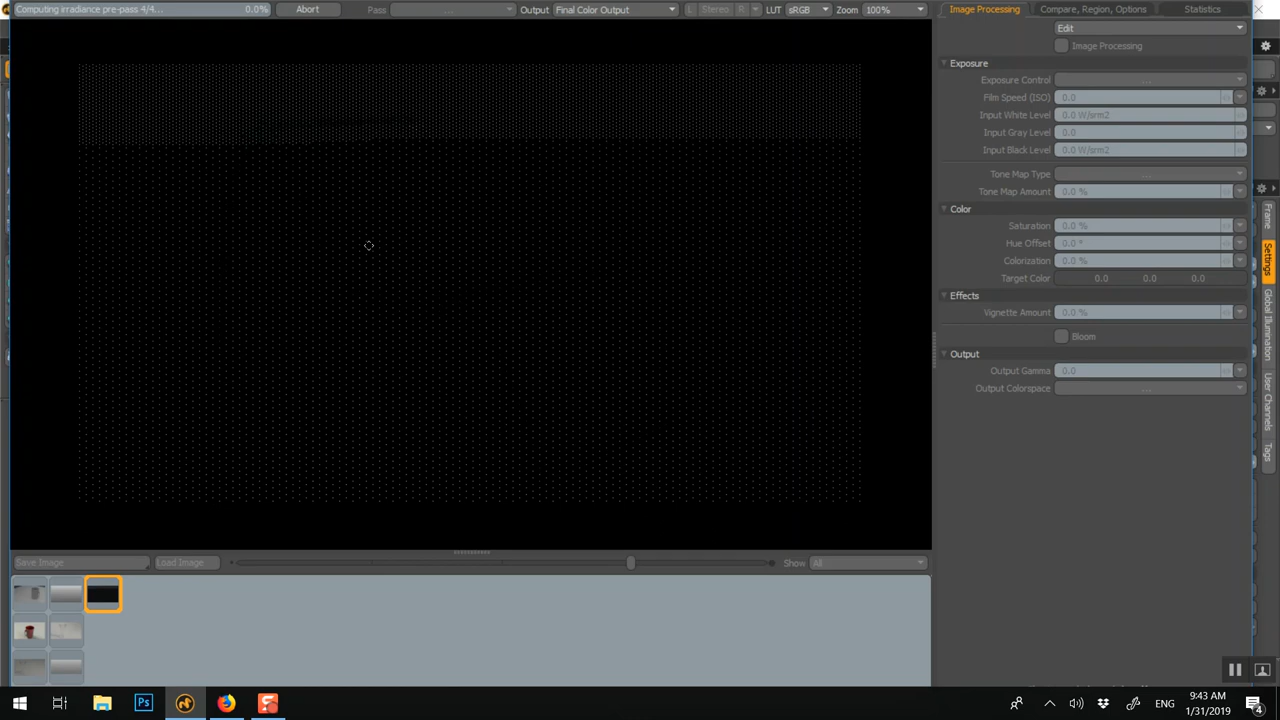 Computing irradiance pre-pass 4/4... 0.0% Abort Pass ... Output Final Color Output L Stereo R LUT sRGB Zoom 100% Image Processing Compare, Region, Options Statistics
Edit
Image Processing
Exposure
Exposure Control ...
Film Speed (ISO) 0.0
Input White Level 0.0 W/srm2
Input Gray Level 0.0
Input Black Level 0.0 W/srm2
Tone Map Type ...
Tone Map Amount 0.0 %
Color
Saturation 0.0 %
Hue Offset 0.0 °
Colorization 0.0 %
Target Color 0.0 0.0 0.0
Effects
Vignette Amount 0.0 %
Bloom
Output
Output Gamma 0.0
Output Colorspace ...
Frame
Settings
Global Illumination
User Channels
Tags
Save Image Load Image Show All
Ps ENG 9:43 AM
1/31/2019 4